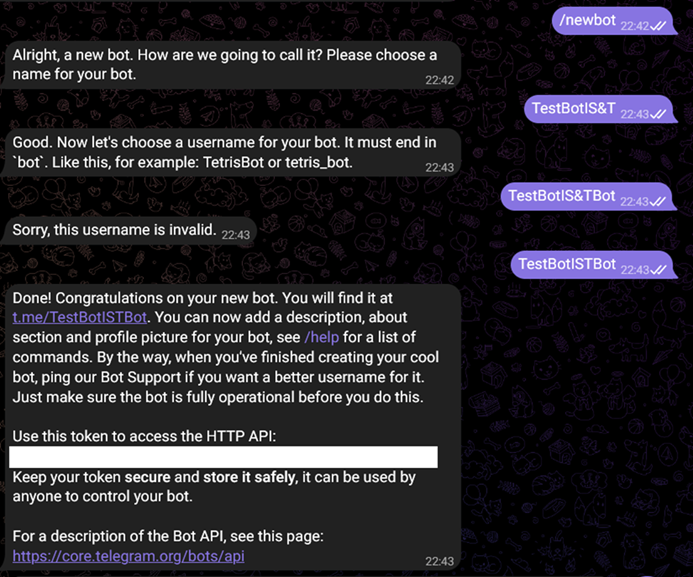 /newbot 22:42
Alright, a new bot. How are we going to call it? Please choose a
name for your bot.
22:42
TestBotIS&T 22:43
Good. Now let's choose a username for your bot. It must end in
`bot`. Like this, for example: TetrisBot or tetris_bot.
22:43
TestBotIS&TBot 22:43
Sorry, this username is invalid. 22:43
TestBotISTBot 22:43
Done! Congratulations on your new bot. You will find it at
t.me/TestBotISTBot. You can now add a description, about
section and profile picture for your bot, see /help for a list of
commands. By the way, when you've finished creating your cool
bot, ping our Bot Support if you want a better username for it.
Just make sure the bot is fully operational before you do this.
Use this token to access the HTTP API:
Keep your token secure and store it safely, it can be used by
anyone to control your bot.
For a description of the Bot API, see this page:
https://core.telegram.org/bots/api
22:43